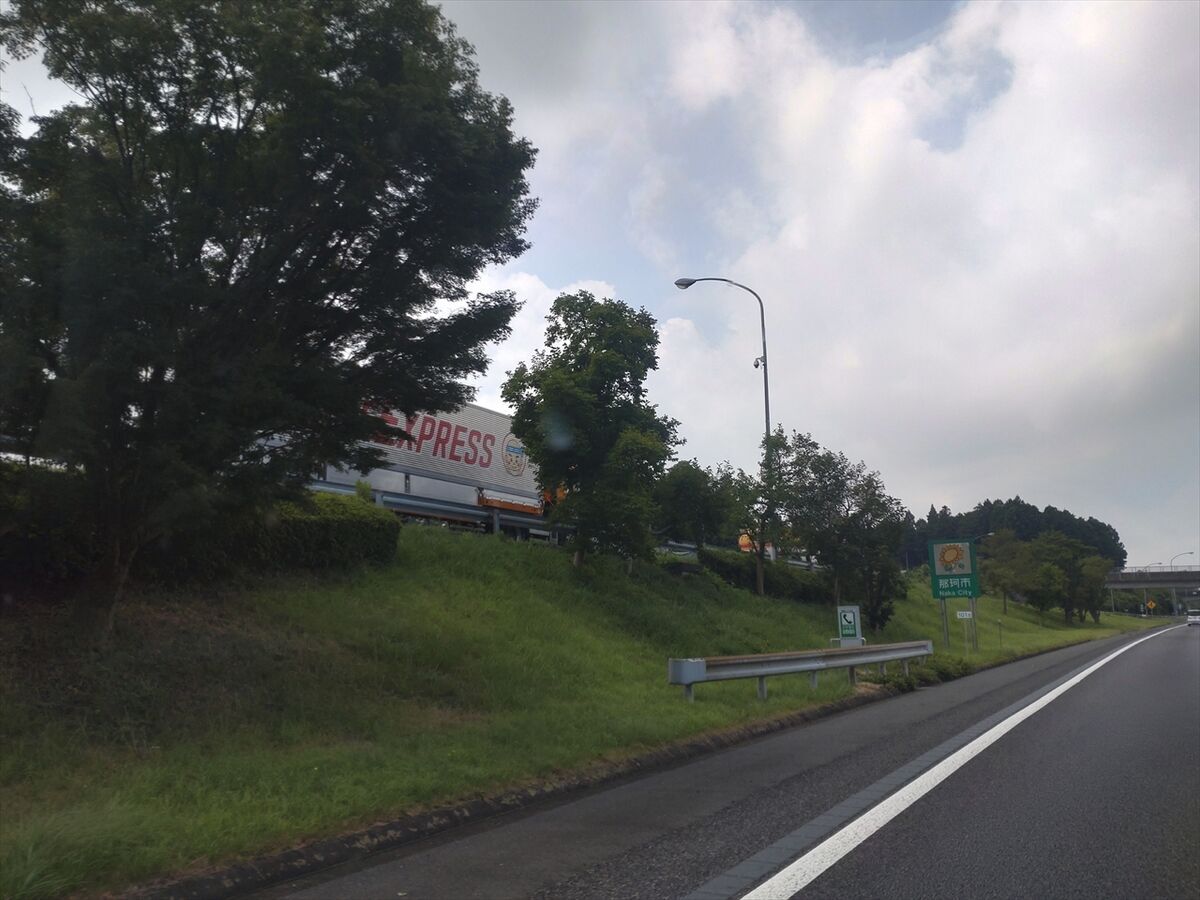 EXPRESS
那珂市
Naka City